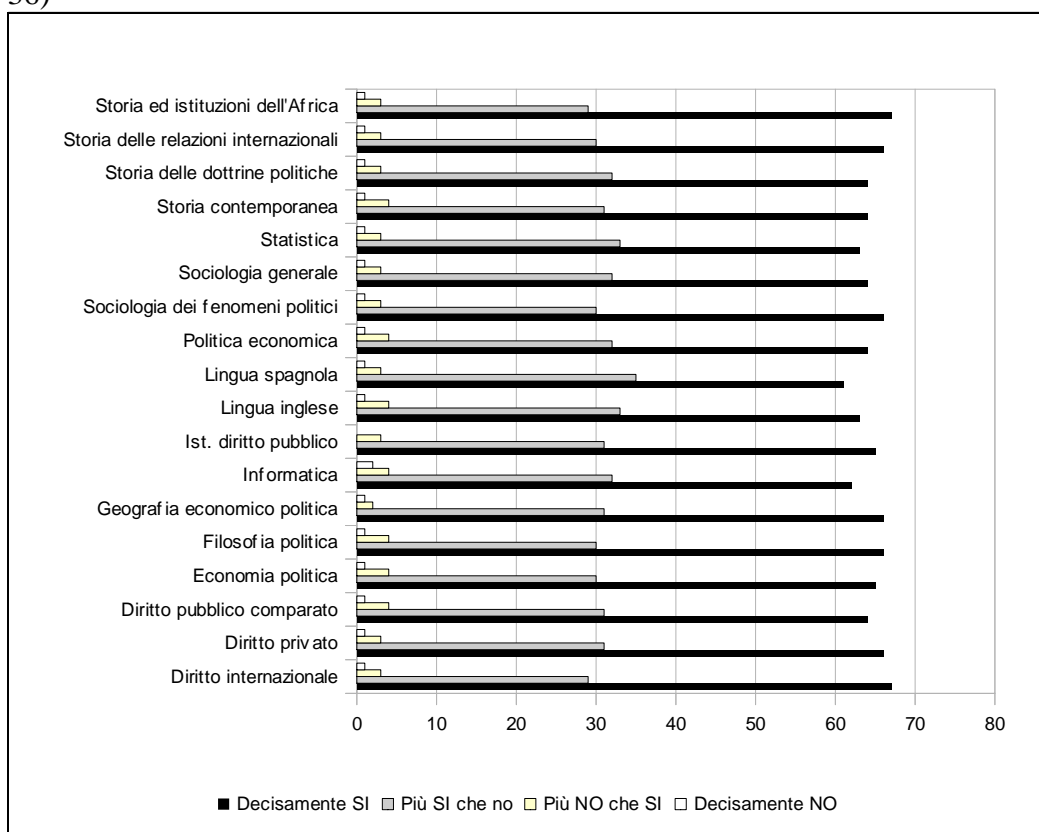 Storia ed istituzioni dell'Africa
Storia delle relazioni internazionali
Storia delle dottrine politiche
Storia contemporanea
Statistica
Sociologia generale
Sociologia dei fenomeni politici
Politica economica
Lingua spagnola
Lingua inglese
Ist. diritto pubblico
Informatica
Geografia economico politica
Filosofia politica
Economia politica
Diritto pubblico comparato
Diritto privato
Diritto internazionale
0 10 20 30 40 50 60 70 80
Decisamente SI Più SI che no Più NO che SI Decisamente NO